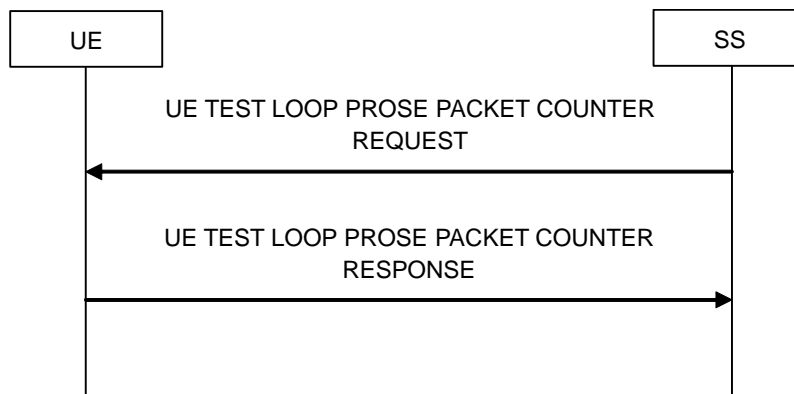 UE
SS
UE TEST LOOP PROSE PACKET COUNTER
REQUEST
UE TEST LOOP PROSE PACKET COUNTER
RESPONSE